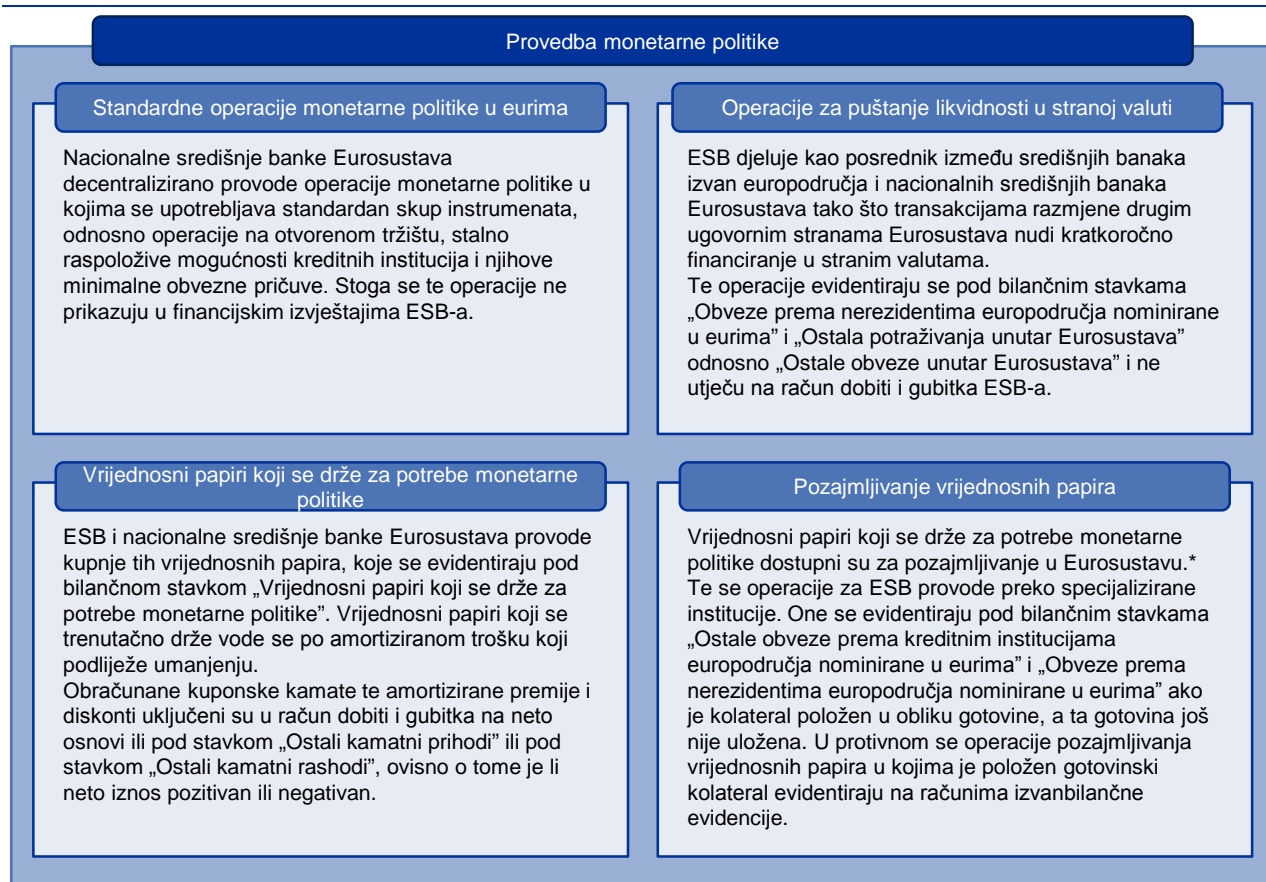 Provedba monetarne politike
Standardne operacije monetarne politike u eurima
Nacionalne središnje banke Eurosustava
decentralizirano provode operacije monetarne politike u
kojima se upotrebljava standardan skup instrumenata,
odnosno operacije na otvorenom tržištu, stalno
raspoložive mogućnosti kreditnih institucija i njihove
minimalne obvezne pričuve. Stoga se te operacije ne
prikazuju u financijskim izvještajima ESB-a.
Operacije za puštanje likvidnosti u stranoj valuti
ESB djeluje kao posrednik između središnjih banaka
izvan europodručja i nacionalnih središnjih banaka
Eurosustava tako što transakcijama razmjene drugim
ugovornim stranama Eurosustava nudi kratkoročno
financiranje u stranim valutama.
Te operacije evidentiraju se pod bilančnim stavkama
„Obveze prema nerezidentima europodručja nominirane
u eurima” i „Ostala potraživanja unutar Eurosustava”
odnosno „Ostale obveze unutar Eurosustava” i ne
utječu na račun dobiti i gubitka ESB-a.
Vrijednosni papiri koji se drže za potrebe monetarne
politike
ESB i nacionalne središnje banke Eurosustava provode
kupnje tih vrijednosnih papira, koje se evidentiraju pod
bilančnom stavkom „Vrijednosni papiri koji se drže za
potrebe monetarne politike”. Vrijednosni papiri koji se
trenutačno drže vode se po amortiziranom trošku koji
podliježe umanjenju.
Obračunane kuponske kamate te amortizirane premije i
diskonti uključeni su u račun dobiti i gubitka na neto
osnovi ili pod stavkom „Ostali kamatni prihodi” ili pod
stavkom „Ostali kamatni rashodi”, ovisno o tome je li
neto iznos pozitivan ili negativan.
Pozajmljivanje vrijednosnih papira
Vrijednosni papiri koji se drže za potrebe monetarne
politike dostupni su za pozajmljivanje u Eurosustavu.*
Te se operacije za ESB provode preko specijalizirane
institucije. One se evidentiraju pod bilančnim stavkama
„Ostale obveze prema kreditnim institucijama
europodručja nominirane u eurima” i „Obveze prema
nerezidentima europodručja nominirane u eurima” ako
je kolateral položen u obliku gotovine, a ta gotovina još
nije uložena. U protivnom se operacije pozajmljivanja
vrijednosnih papira u kojima je položen gotovinski
kolateral evidentiraju na računima izvanbilančne
evidencije.